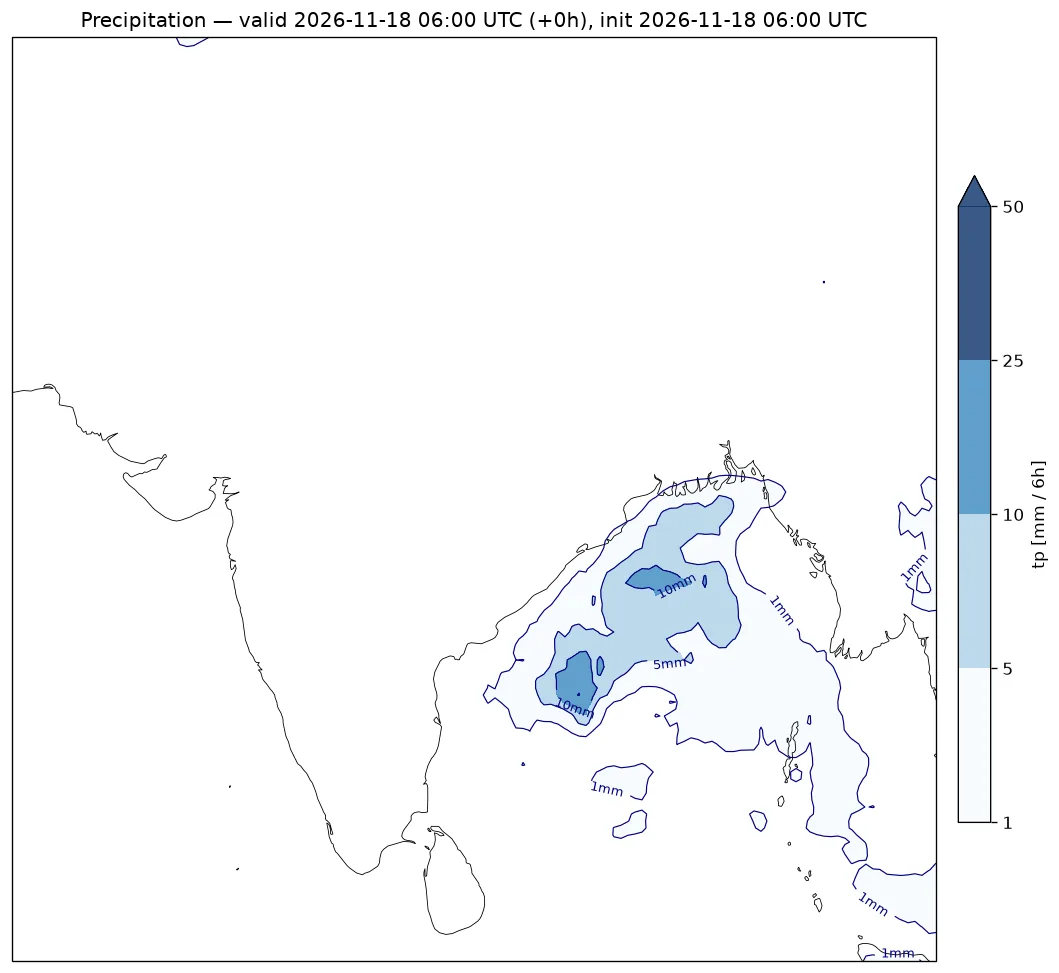 Precipitation — valid 2026-11-18 06:00 UTC (+0h), init 2026-11-18 06:00 UTC
50
25
10
5
1
tp [mm / 6h]
1mm
10mm
1mm
5mm
10mm
1mm
1mm
1mm